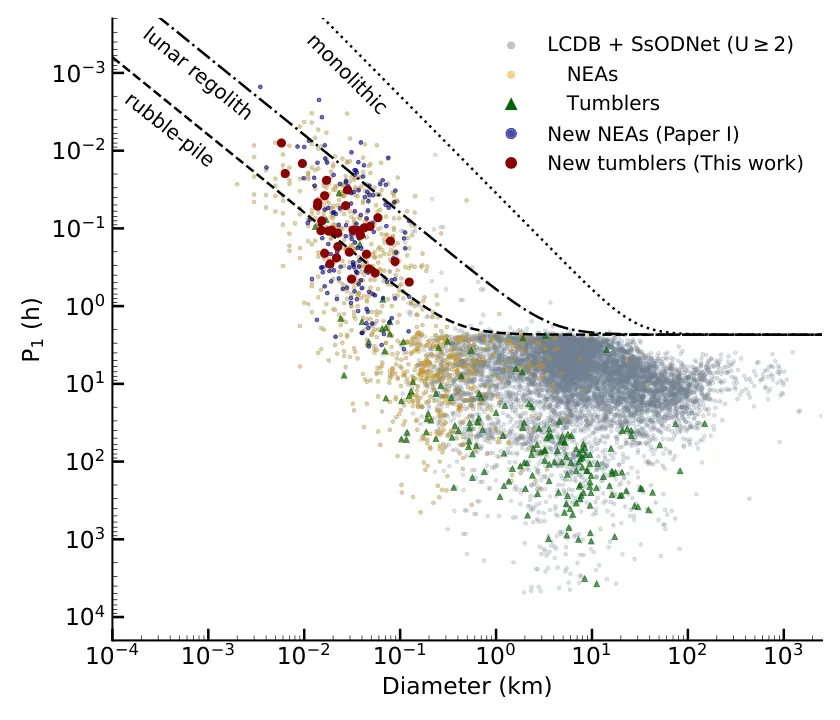 LCDB + SsODNet (U ≥ 2)
NEAs
Tumblers
New NEAs (Paper I)
New tumblers (This work)
monolithic
lunar regolith
rubble-pile
P₁ (h)
10⁻³
10⁻²
10⁻¹
10⁰
10¹
10²
10³
10⁴
10⁻⁴ 10⁻³ 10⁻² 10⁻¹ 10⁰ 10¹ 10² 10³
Diameter (km)